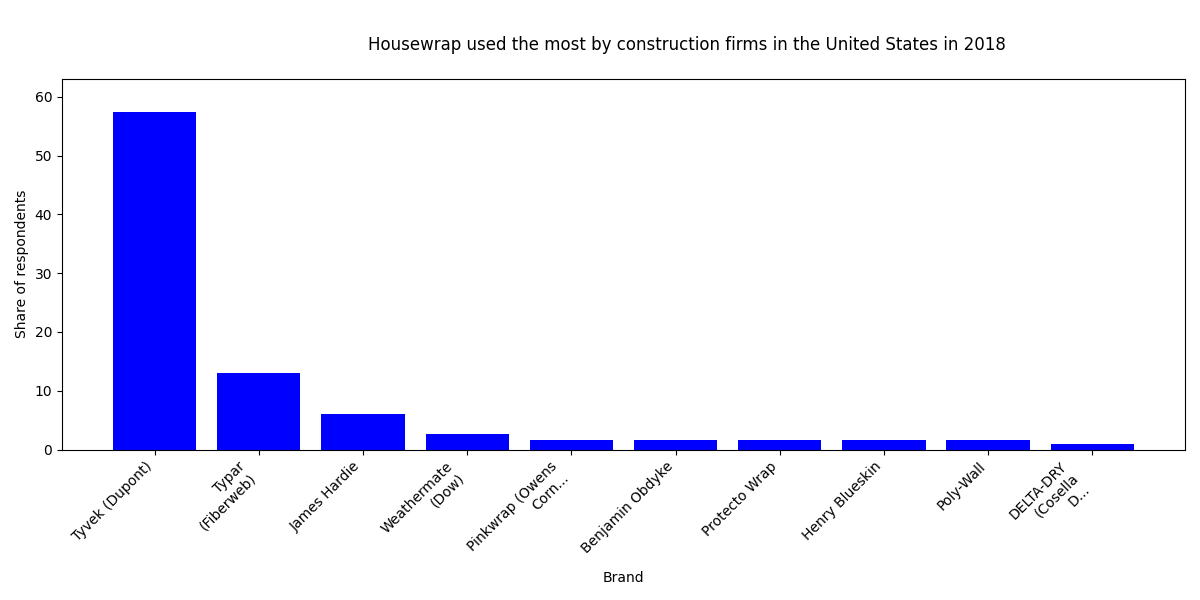 Housewrap used the most by construction firms in the United States in 2018
60
50
40
30
20
10
0
Share of respondents
Tyvek (Dupont)
Typar
(Fiberweb)
James Hardie
Weathermate
(Dow)
Pinkwrap (Owens
Corn...
Benjamin Obdyke
Protecto Wrap
Henry Blueskin
Poly-Wall
DELTA-DRY
(Cosella
D...
Brand